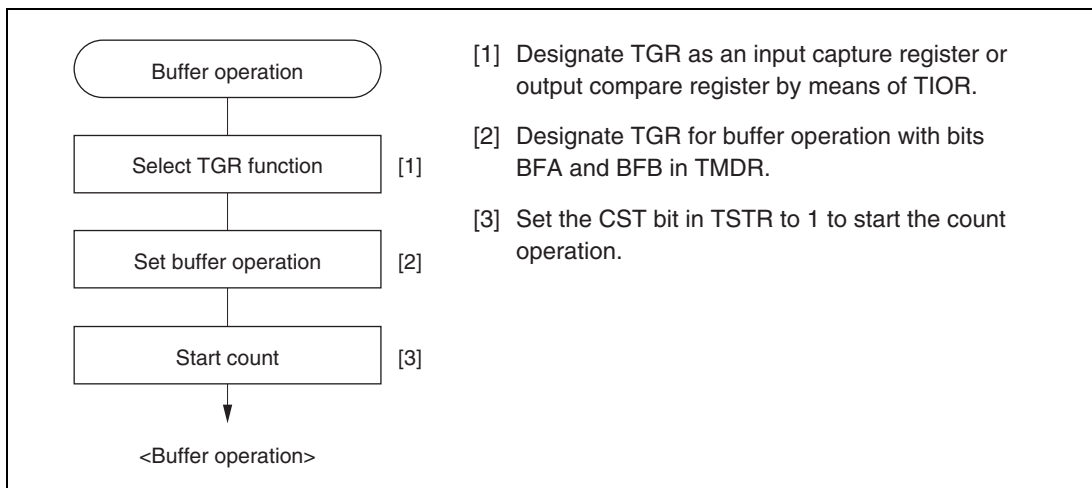 Buffer operation
Select TGR function
[1]
Set buffer operation
[2]
Start count
[3]
<Buffer operation>
[1] Designate TGR as an input capture register or
output compare register by means of TIOR.
[2] Designate TGR for buffer operation with bits
BFA and BFB in TMDR.
[3] Set the CST bit in TSTR to 1 to start the count
operation.